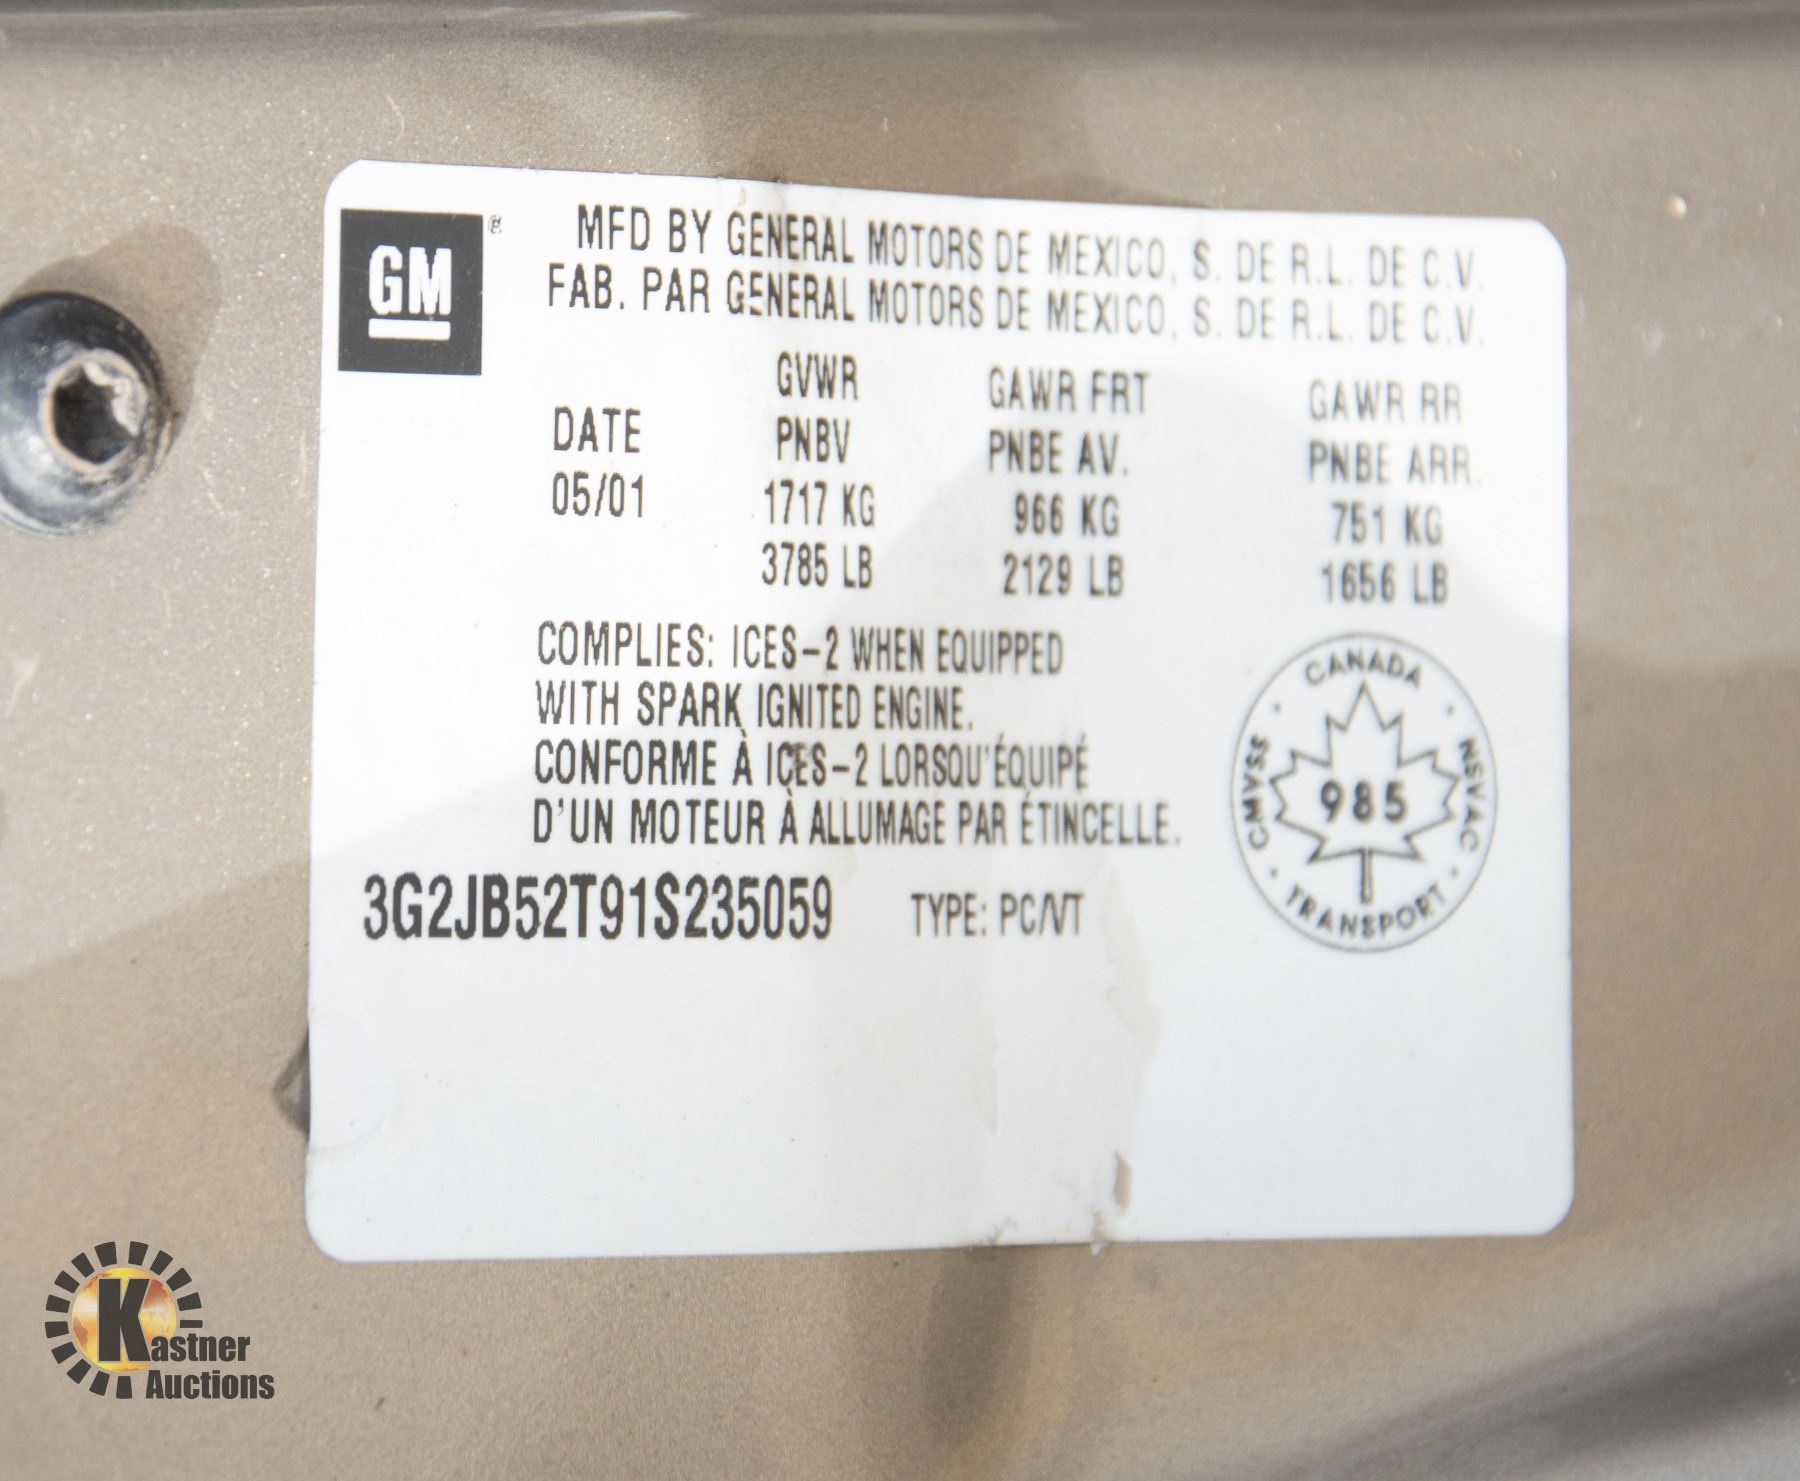 GM ®
MFD BY GENERAL MOTORS DE MEXICO, S. DE R.L. DE C.V.
FAB. PAR GENERAL MOTORS DE MEXICO, S. DE R.L. DE C.V.
DATE
05/01
GVWR
PNBV
1717 KG
3785 LB
GAWR FRT
PNBE AV.
966 KG
2129 LB
GAWR RR
PNBE ARR.
751 KG
1656 LB
COMPLIES: ICES-2 WHEN EQUIPPED
WITH SPARK IGNITED ENGINE.
CONFORME À ICES-2 LORSQU'ÉQUIPÉ
D'UN MOTEUR À ALLUMAGE PAR ÉTINCELLE.
3G2JB52T91S235059 TYPE: PC/VT
CANADA
CMVSS
985
NSVAC
TRANSPORT
Kastner
Auctions